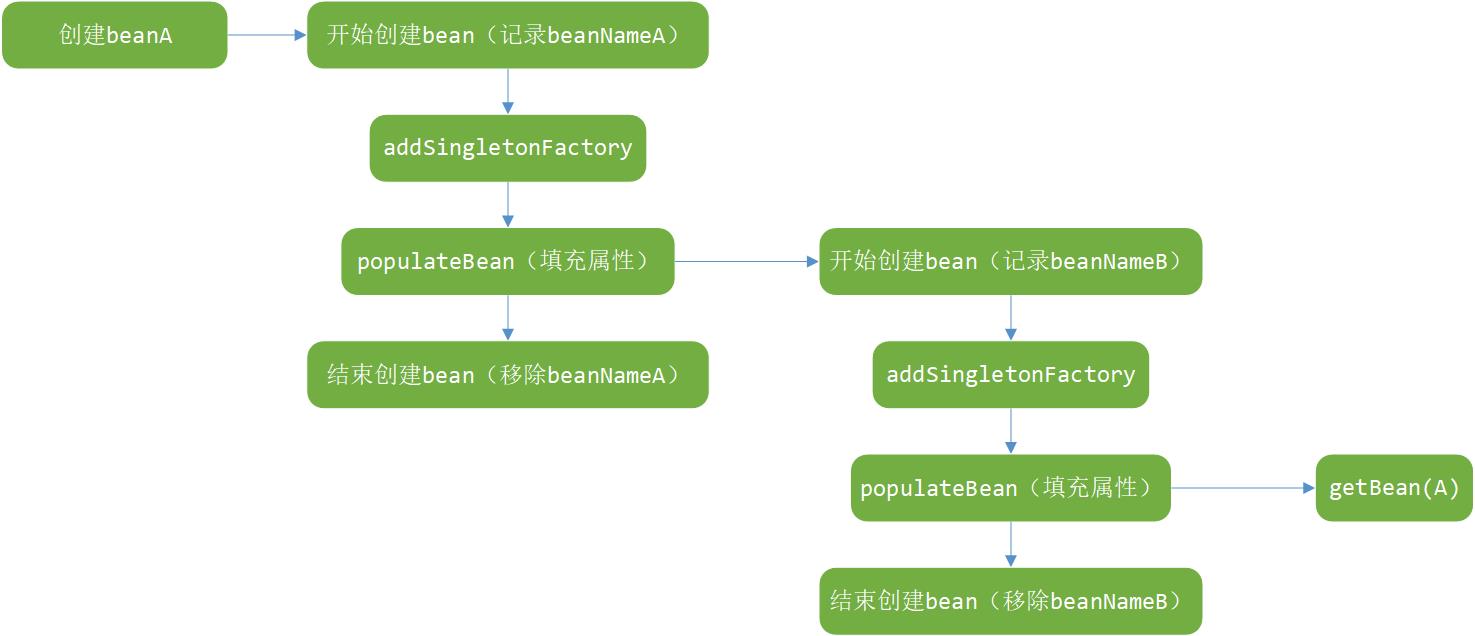 创建beanA
开始创建bean（记录beanNameA）
addSingletonFactory
populateBean（填充属性）
开始创建bean（记录beanNameB）
结束创建bean（移除beanNameA）
addSingletonFactory
populateBean（填充属性）
getBean(A)
结束创建bean（移除beanNameB）